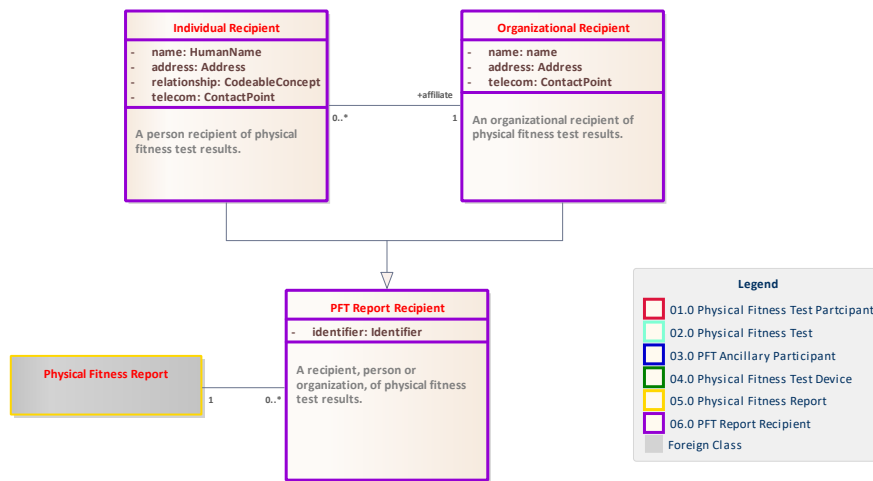 Individual Recipient
- name: HumanName
- address: Address
- relationship: CodeableConcept
- telecom: ContactPoint
A person recipient of physical
fitness test results.
Organizational Recipient
- name: name
- address: Address
- telecom: ContactPoint
An organizational recipient of
physical fitness test results.
+affiliate
0..*
1
PFT Report Recipient
- identifier: Identifier
A recipient, person or
organization, of physical fitness
test results.
Physical Fitness Report
1
0..*
Legend
01.0 Physical Fitness Test Partcipant
02.0 Physical Fitness Test
03.0 PFT Ancillary Participant
04.0 Physical Fitness Test Device
05.0 Physical Fitness Report
06.0 PFT Report Recipient
Foreign Class